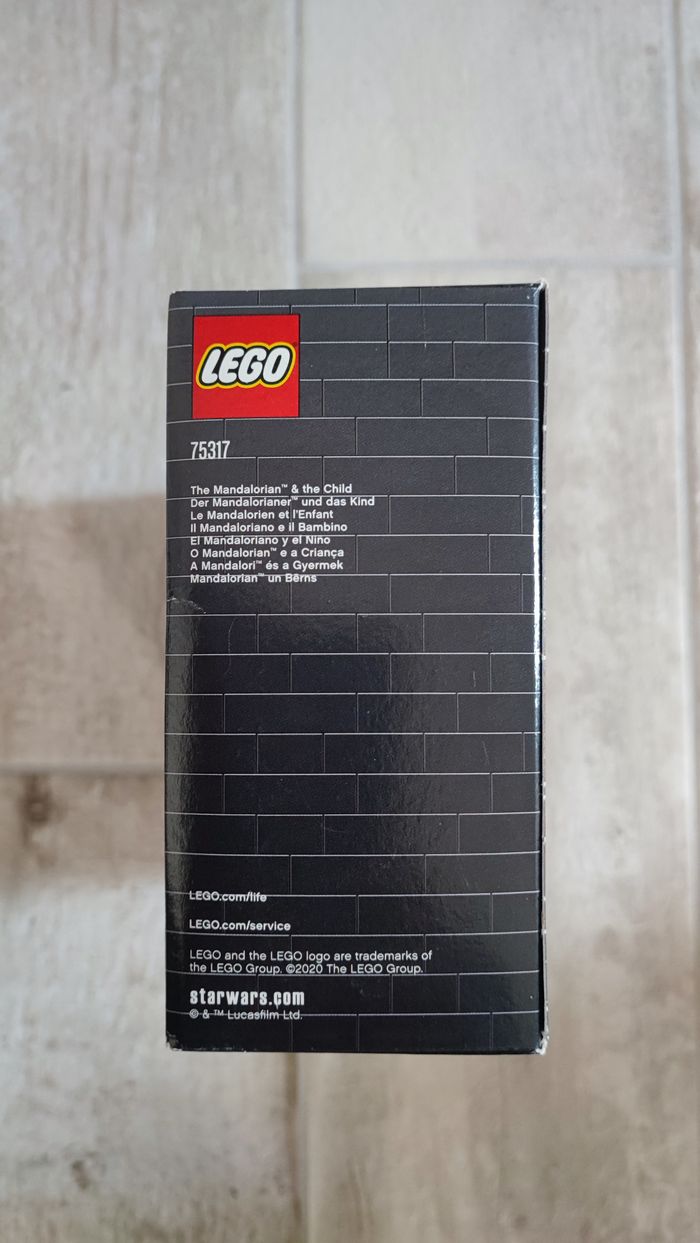 LEGO
75317
The Mandalorian™ & the Child
Der Mandalorianer™ und das Kind
Le Mandalorien et l'Enfant
Il Mandaloriano e il Bambino
El Mandaloriano y el Niño
O Mandalorian™ e a Criança
A Mandalori™ és a Gyermek
Mandalorian™ un Bērns
LEGO.com/life
LEGO.com/service
LEGO and the LEGO logo are trademarks of
the LEGO Group. ©2020 The LEGO Group.
starwars.com
© & ™ Lucasfilm Ltd.